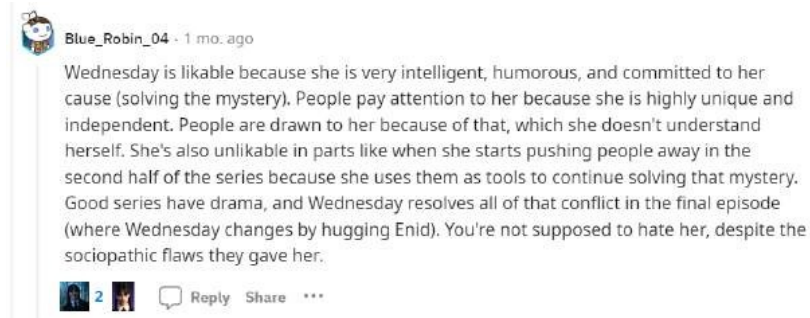 Blue_Robin_04 · 1 mo. ago
Wednesday is likable because she is very intelligent, humorous, and committed to her
cause (solving the mystery). People pay attention to her because she is highly unique and
independent. People are drawn to her because of that, which she doesn't understand
herself. She's also unlikable in parts like when she starts pushing people away in the
second half of the series because she uses them as tools to continue solving that mystery.
Good series have drama, and Wednesday resolves all of that conflict in the final episode
(where Wednesday changes by hugging Enid). You're not supposed to hate her, despite the
sociopathic flaws they gave her.
2 Reply Share ···